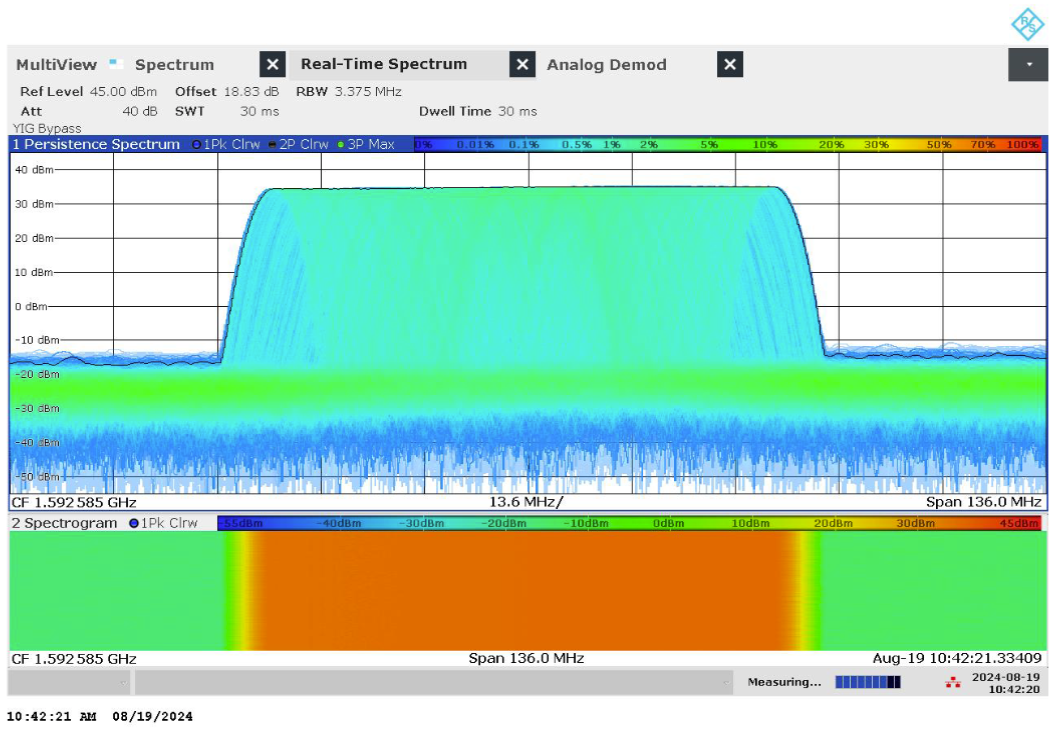 R&S
MultiView Spectrum X Real-Time Spectrum X Analog Demod X
Ref Level 45.00 dBm Offset 18.83 dB RBW 3.375 MHz
Att 40 dB SWT 30 ms Dwell Time 30 ms
YIG Bypass
1 Persistence Spectrum 1Pk Clrw 2P Clrw 3P Max 0% 0.01% 0.1% 0.5% 1% 2% 5% 10% 20% 30% 50% 70% 100%
40 dBm
30 dBm
20 dBm
10 dBm
0 dBm
-10 dBm
-20 dBm
-30 dBm
-40 dBm
-50 dBm
CF 1.592585 GHz 13.6 MHz/ Span 136.0 MHz
2 Spectrogram 1Pk Clrw -55dBm -40dBm -30dBm -20dBm -10dBm 0dBm 10dBm 20dBm 30dBm 45dBm
CF 1.592585 GHz Span 136.0 MHz Aug-19 10:42:21.33409
Measuring... 2024-08-19
10:42:20
10:42:21 AM 08/19/2024